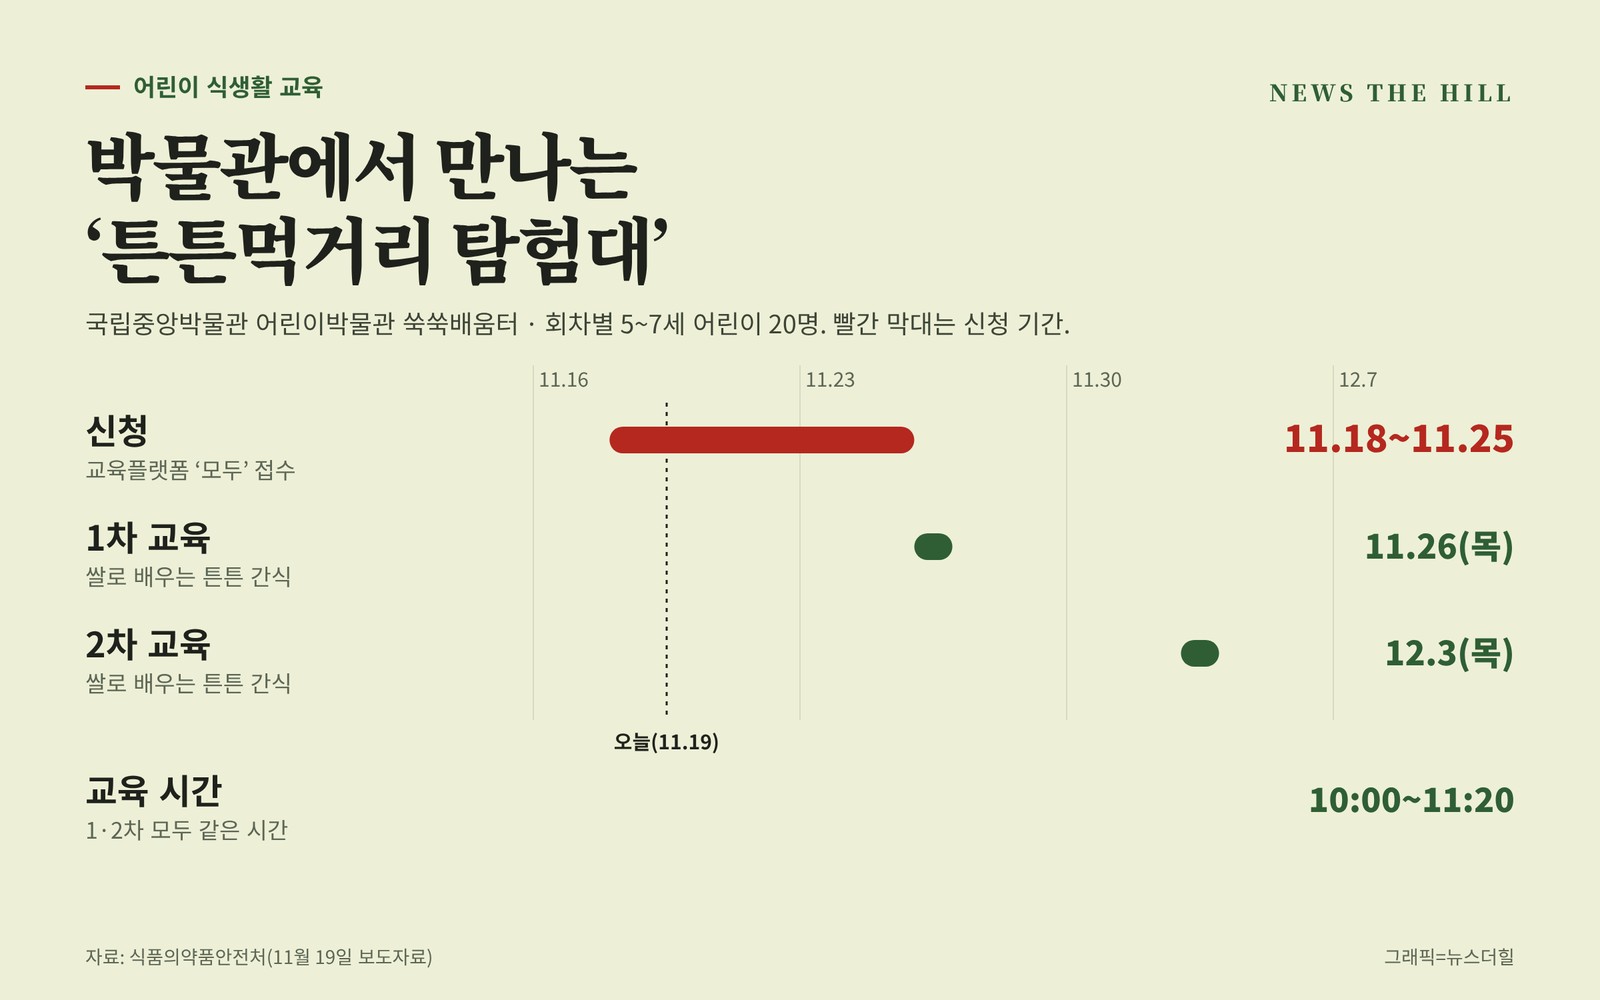 어린이 식생활 교육
NEWS THE HILL
박물관에서 만나는
‘튼튼먹거리 탐험대’
국립중앙박물관 어린이박물관 쑥쑥배움터 · 회차별 5~7세 어린이 20명. 빨간 막대는 신청 기간.
11.16
11.23
11.30
12.7
신청
11.18~11.25
교육플랫폼 ‘모두’ 접수
1차 교육
11.26(목)
쌀로 배우는 튼튼 간식
2차 교육
12.3(목)
쌀로 배우는 튼튼 간식
오늘(11.19)
교육 시간
10:00~11:20
1·2차 모두 같은 시간
자료: 식품의약품안전처(11월 19일 보도자료)
그래픽=뉴스더힐